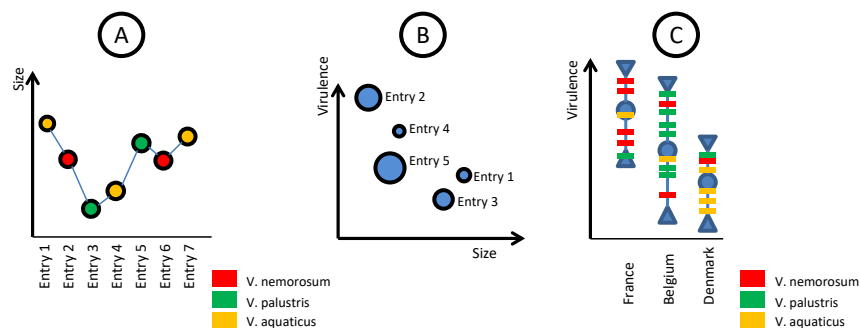 A
Size
Entry 1
Entry 2
Entry 3
Entry 4
Entry 5
Entry 6
Entry 7
V. nemorosum
V. palustris
V. aquaticus
B
Virulence
Entry 2
Entry 4
Entry 5
Entry 1
Entry 3
Size
C
Virulence
France
Belgium
Denmark
V. nemorosum
V. palustris
V. aquaticus